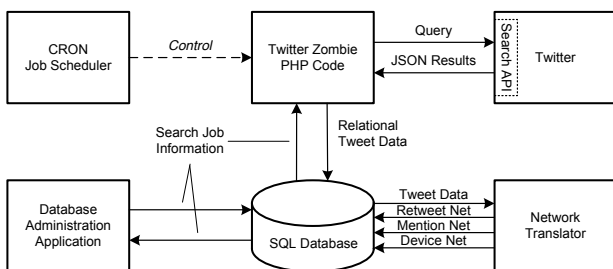 CRON
Job Scheduler
Control
Twitter Zombie
PHP Code
Query
JSON Results
Search API
Twitter
Search Job
Information
Relational
Tweet Data
Database
Administration
Application
SQL Database
Tweet Data
Retweet Net
Mention Net
Device Net
Network
Translator